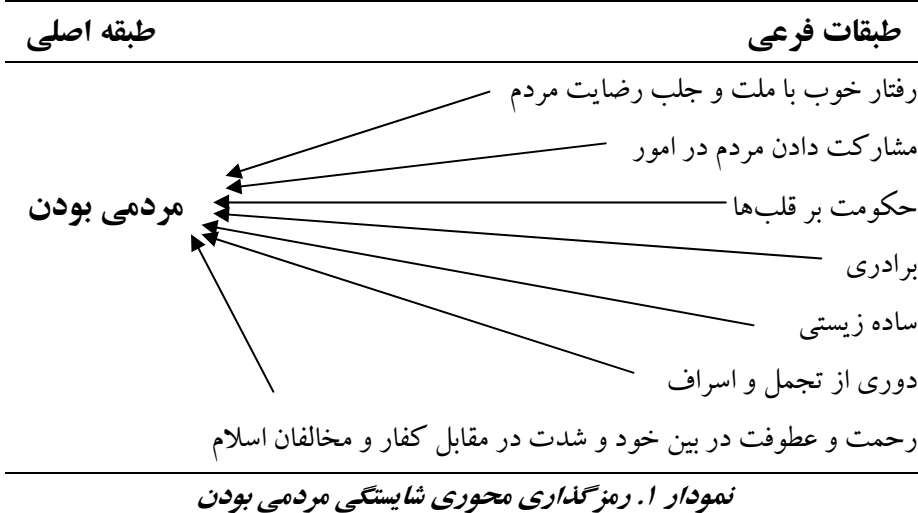 طبقات فرعی طبقه اصلی
رفتار خوب با ملت و جلب رضایت مردم
مشارکت دادن مردم در امور
حکومت بر قلب‌ها مردمی بودن
برادری
ساده زیستی
دوری از تجمل و اسراف
رحمت و عطوفت در بین خود و شدت در مقابل کفار و مخالفان اسلام
نمودار ۱. رمزگذاری محوری شایستگی مردمی بودن